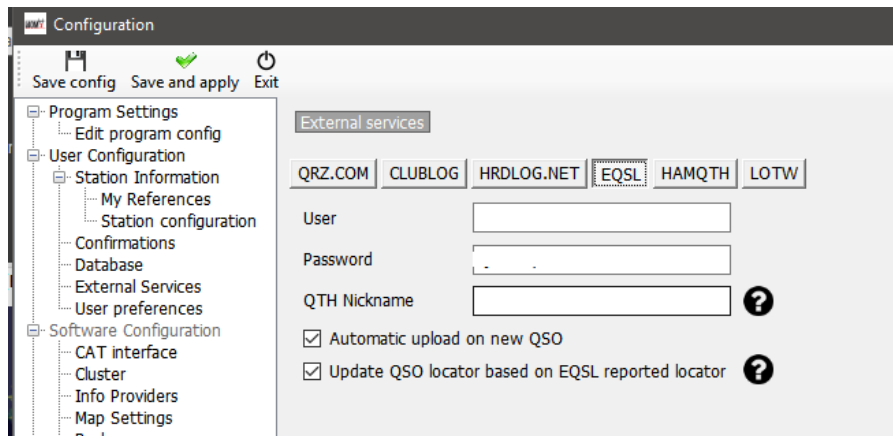 Configuration
Save config Save and apply Exit
Program Settings
Edit program config
User Configuration
Station Information
My References
Station configuration
Confirmations
Database
External Services
User preferences
Software Configuration
CAT interface
Cluster
Info Providers
Map Settings
External services
QRZ.COM CLUBLOG HRDLOG.NET EQSL HAMQTH LOTW
User
Password
QTH Nickname ?
Automatic upload on new QSO
Update QSO locator based on EQSL reported locator ?